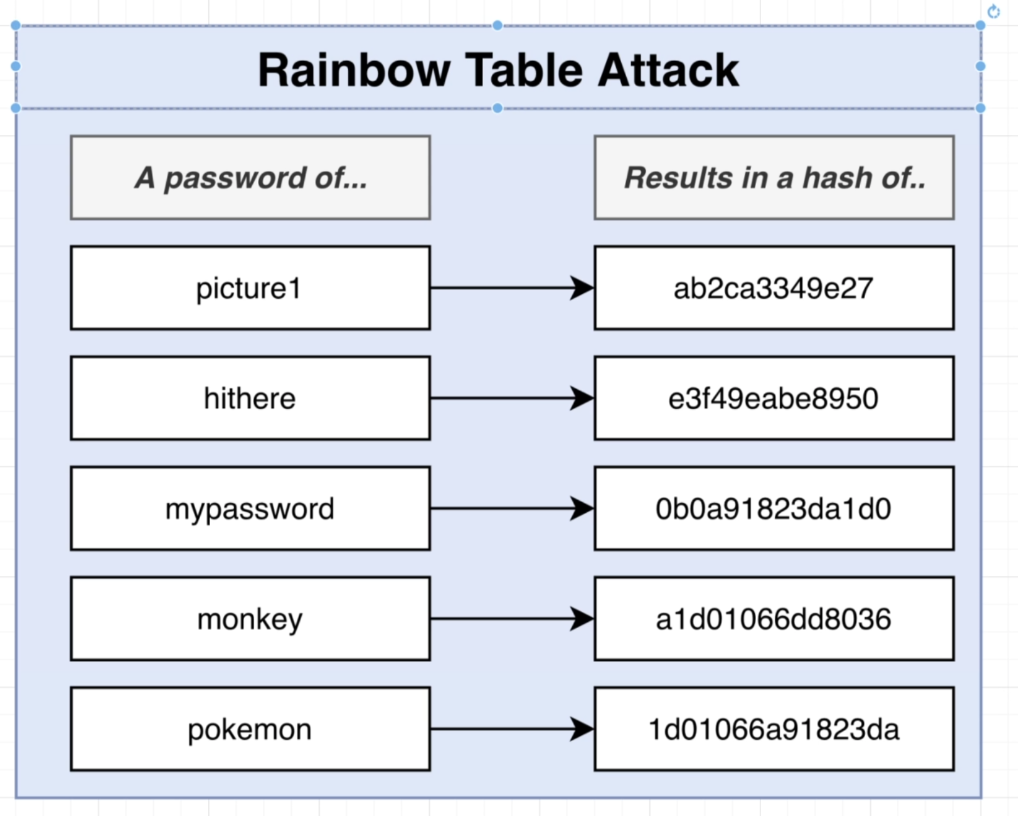 Rainbow Table Attack
A password of...
Results in a hash of..
picture1
ab2ca3349e27
hithere
e3f49eabe8950
mypassword
0b0a91823da1d0
monkey
a1d01066dd8036
pokemon
1d01066a91823da